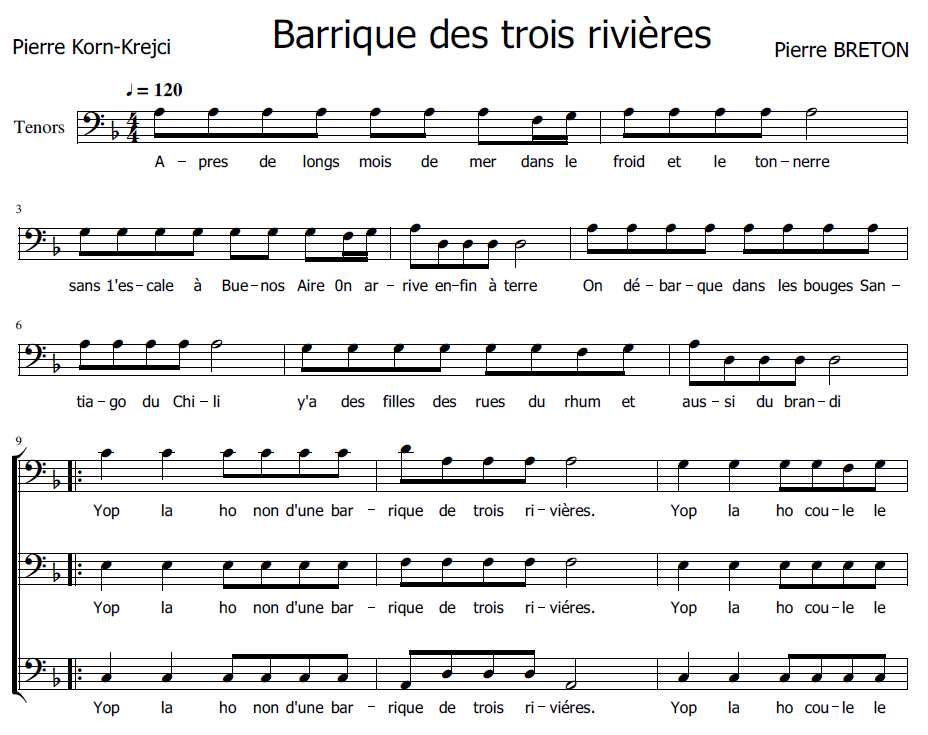 Barrique des trois rivières
Pierre Korn-Krejci
Pierre BRETON
♩ = 120
Tenors
A – pres de longs mois de mer dans le froid et le ton – nerre
3
sans 1'es – cale à Bue – nos Aire 0n ar – rive en – fin à terre On dé – bar – que dans les bouges San –
6
tia – go du Chi – li y'a des filles des rues du rhum et aus – si du bran – di
9
Yop la ho non d'une bar – rique de trois ri – vières. Yop la ho cou – le le
Yop la ho non d'une bar – rique de trois ri – viéres. Yop la ho cou – le le
Yop la ho non d'une bar – rique de trois ri – viéres. Yop la ho cou – le le